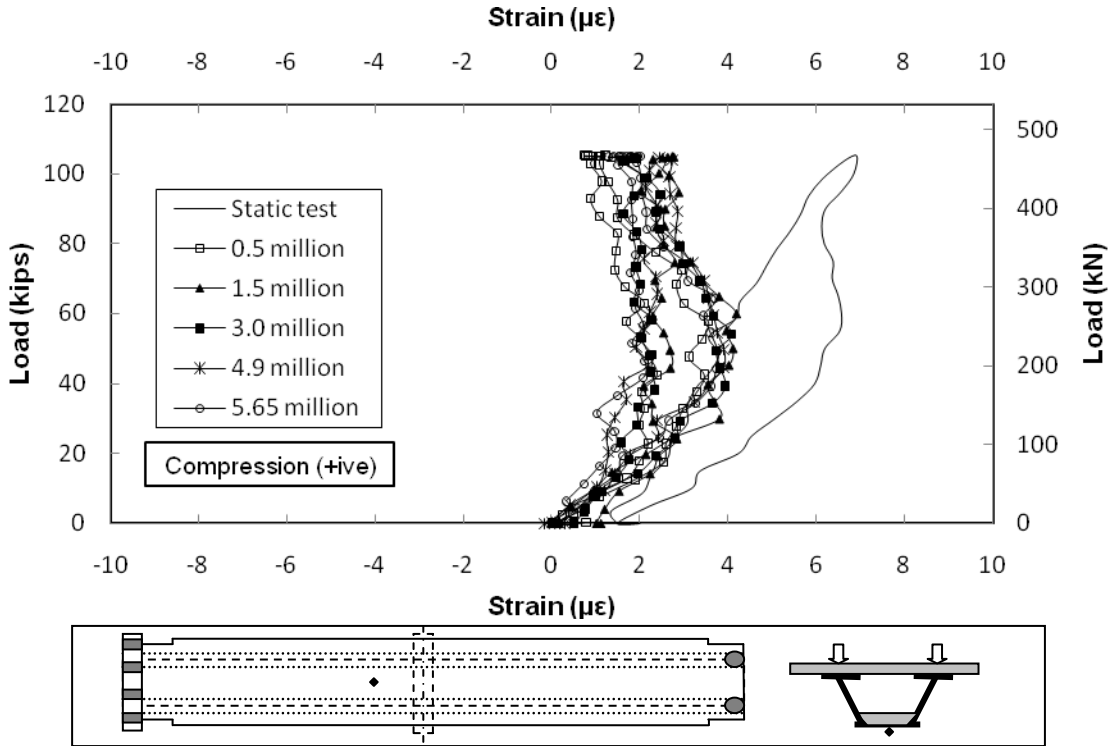 Strain (µε)
-10 -8 -6 -4 -2 0 2 4 6 8 10
120
100
80
60
40
20
0
Load (kips)
500
400
300
200
100
0
Load (kN)
Static test
0.5 million
1.5 million
3.0 million
4.9 million
5.65 million
Compression (+ive)
-10 -8 -6 -4 -2 0 2 4 6 8 10
Strain (µε)